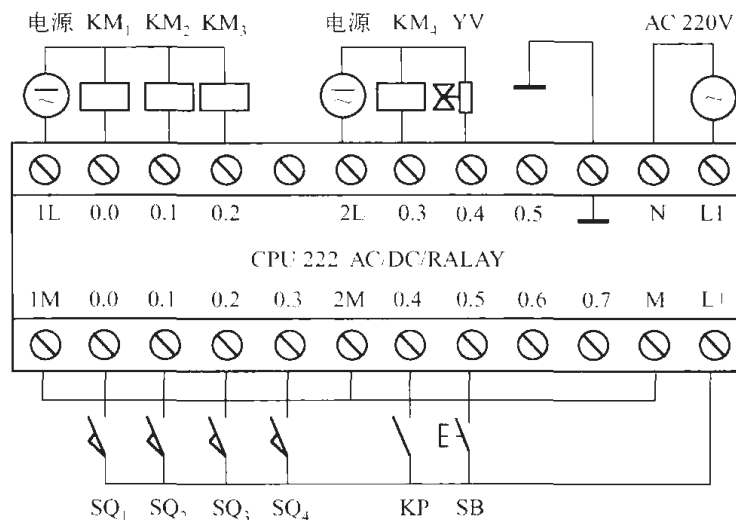 电源 KM₁ KM₂ KM₃ 电源 KM₄ YV AC 220V
1L 0.0 0.1 0.2 2L 0.3 0.4 0.5 N L1
CPU 222 AC/DC/RALAY
1M 0.0 0.1 0.2 0.3 2M 0.4 0.5 0.6 0.7 M L+
SQ₁ SQ₂ SQ₃ SQ₄ KP SB